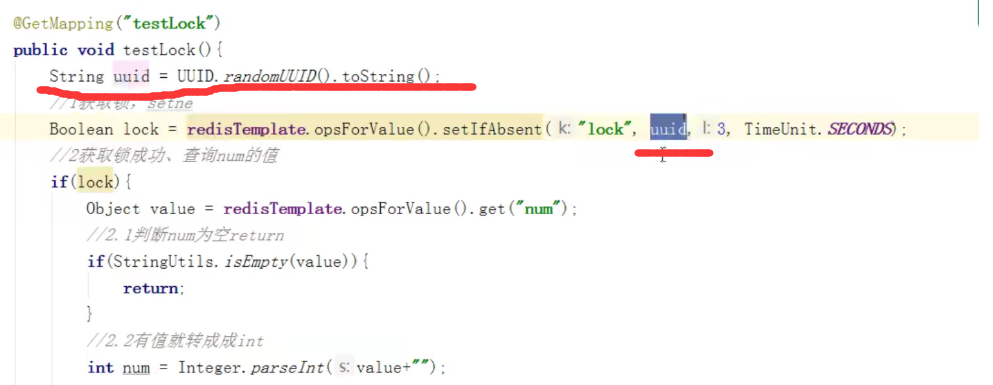 @GetMapping("testLock")
public void testLock(){
String uuid = UUID.randomUUID().toString();
//1获取锁，setne
Boolean lock = redisTemplate.opsForValue().setIfAbsent( k: "lock", uuid, l: 3, TimeUnit.SECONDS);
//2获取锁成功、查询num的值
if(lock){
Object value = redisTemplate.opsForValue().get("num");
//2.1判断num为空return
if(StringUtils.isEmpty(value)){
return;
}
//2.2有值就转成成int
int num = Integer.parseInt( s: value+"");